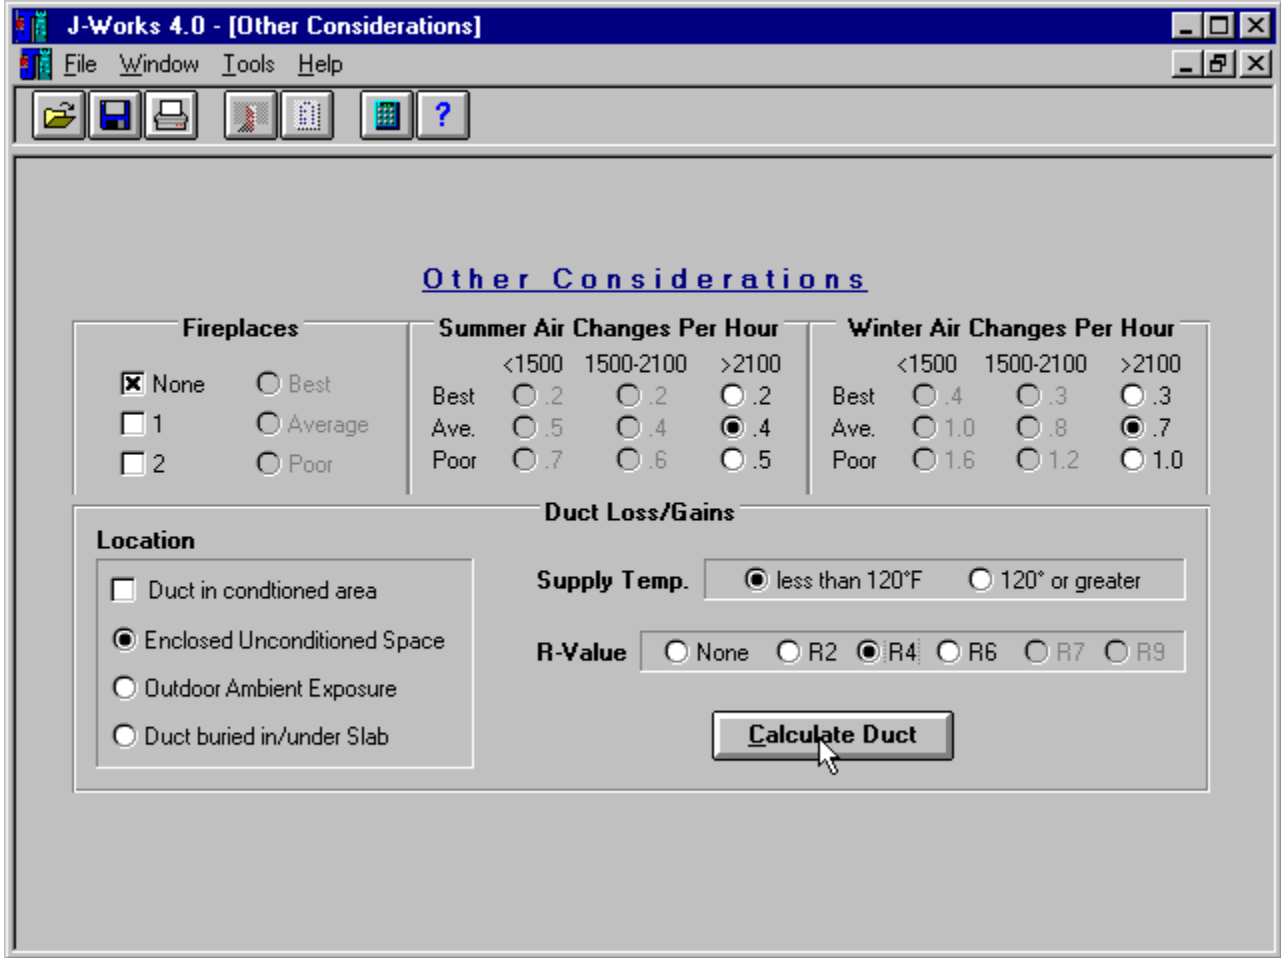 J-Works 4.0 - [Other Considerations]
File Window Tools Help
?
Other Considerations
Fireplaces
None Best
1 Average
2 Poor
Summer Air Changes Per Hour
<1500 1500-2100 >2100
Best .2 .2 .2
Ave. .5 .4 .4
Poor .7 .6 .5
Winter Air Changes Per Hour
<1500 1500-2100 >2100
Best .4 .3 .3
Ave. 1.0 .8 .7
Poor 1.6 1.2 1.0
Duct Loss/Gains
Location
Duct in condtioned area
Enclosed Unconditioned Space
Outdoor Ambient Exposure
Duct buried in/under Slab
Supply Temp. less than 120°F 120° or greater
R-Value None R2 R4 R6 R7 R9
Calculate Duct